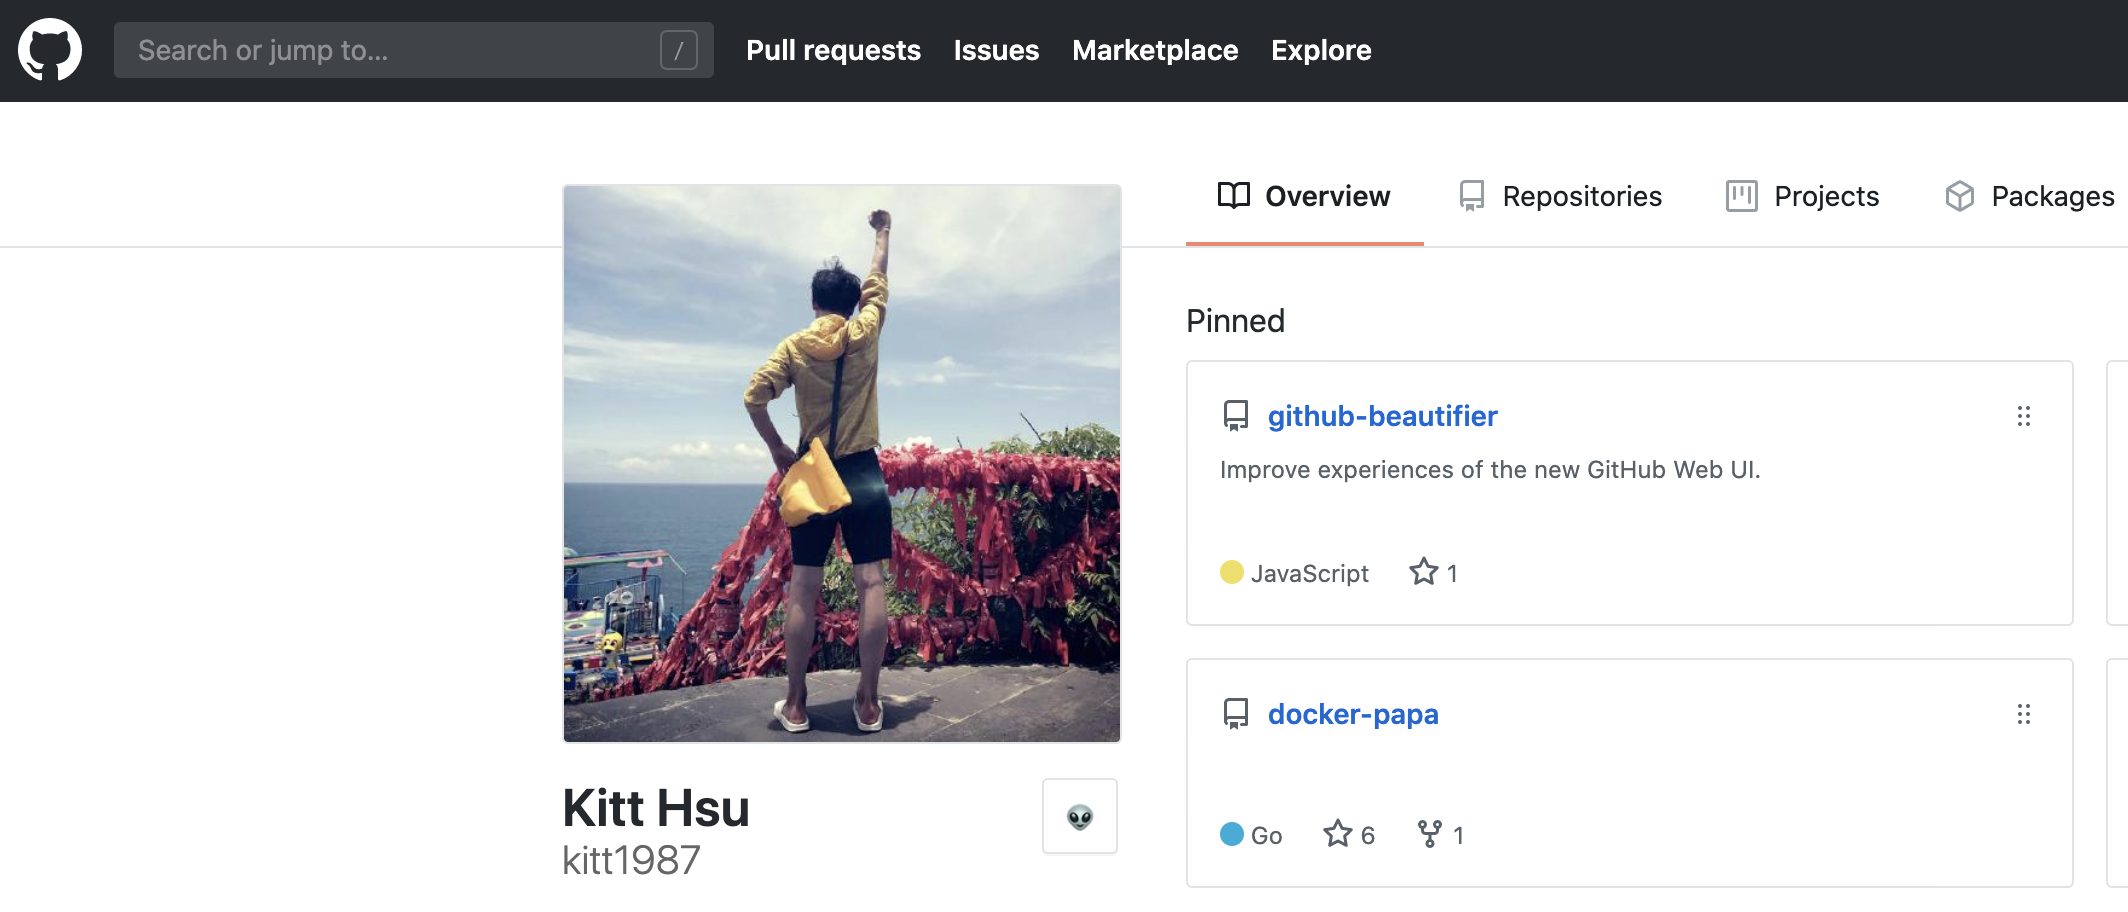 Search or jump to...
/
Pull requests
Issues
Marketplace
Explore
Overview
Repositories
Projects
Packages
Pinned
github-beautifier
Improve experiences of the new GitHub Web UI.
JavaScript
1
docker-papa
Go
6
1
Kitt Hsu
kitt1987